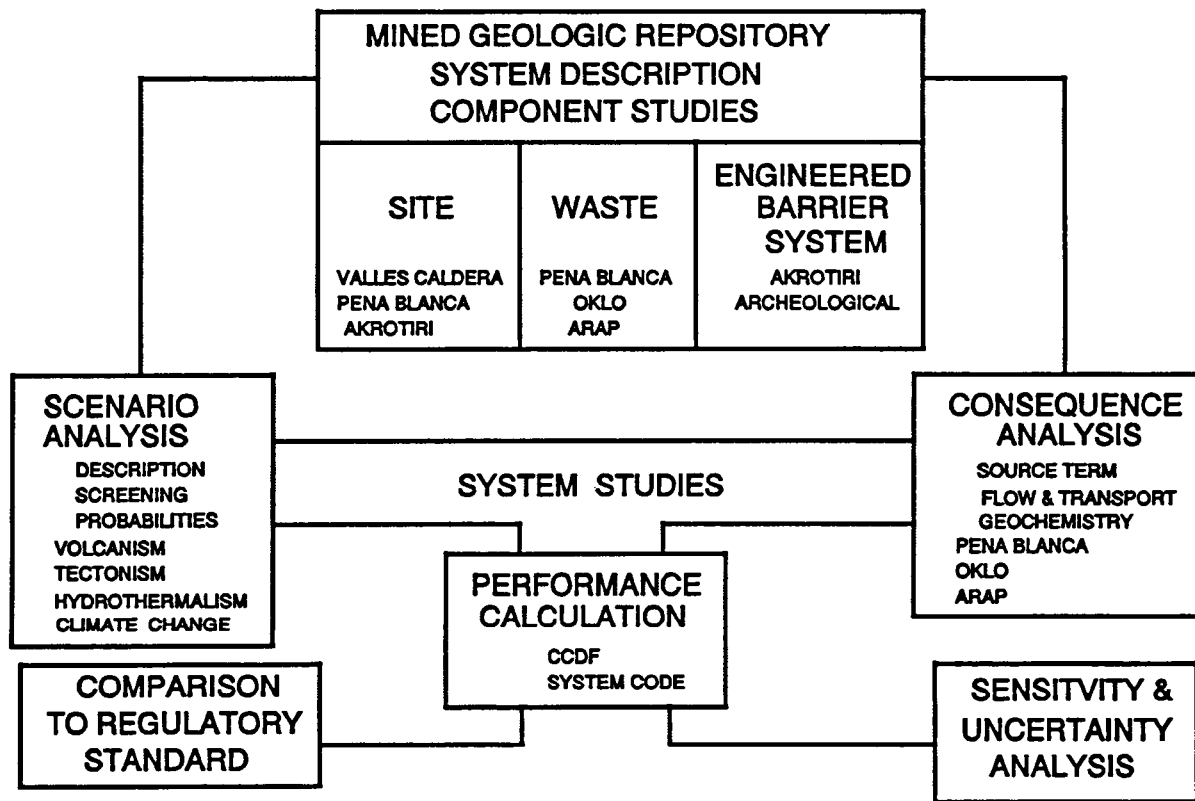 MINED GEOLOGIC REPOSITORY
SYSTEM DESCRIPTION
COMPONENT STUDIES
SITE
VALLES CALDERA
PENA BLANCA
AKROTIRI
WASTE
PENA BLANCA
OKLO
ARAP
ENGINEERED
BARRIER
SYSTEM
AKROTIRI
ARCHEOLOGICAL
SCENARIO
ANALYSIS
DESCRIPTION
SCREENING
PROBABILITIES
VOLCANISM
TECTONISM
HYDROTHERMALISM
CLIMATE CHANGE
SYSTEM STUDIES
CONSEQUENCE
ANALYSIS
SOURCE TERM
FLOW & TRANSPORT
GEOCHEMISTRY
PENA BLANCA
OKLO
ARAP
PERFORMANCE
CALCULATION
CCDF
SYSTEM CODE
COMPARISON
TO REGULATORY
STANDARD
SENSITVITY &
UNCERTAINTY
ANALYSIS